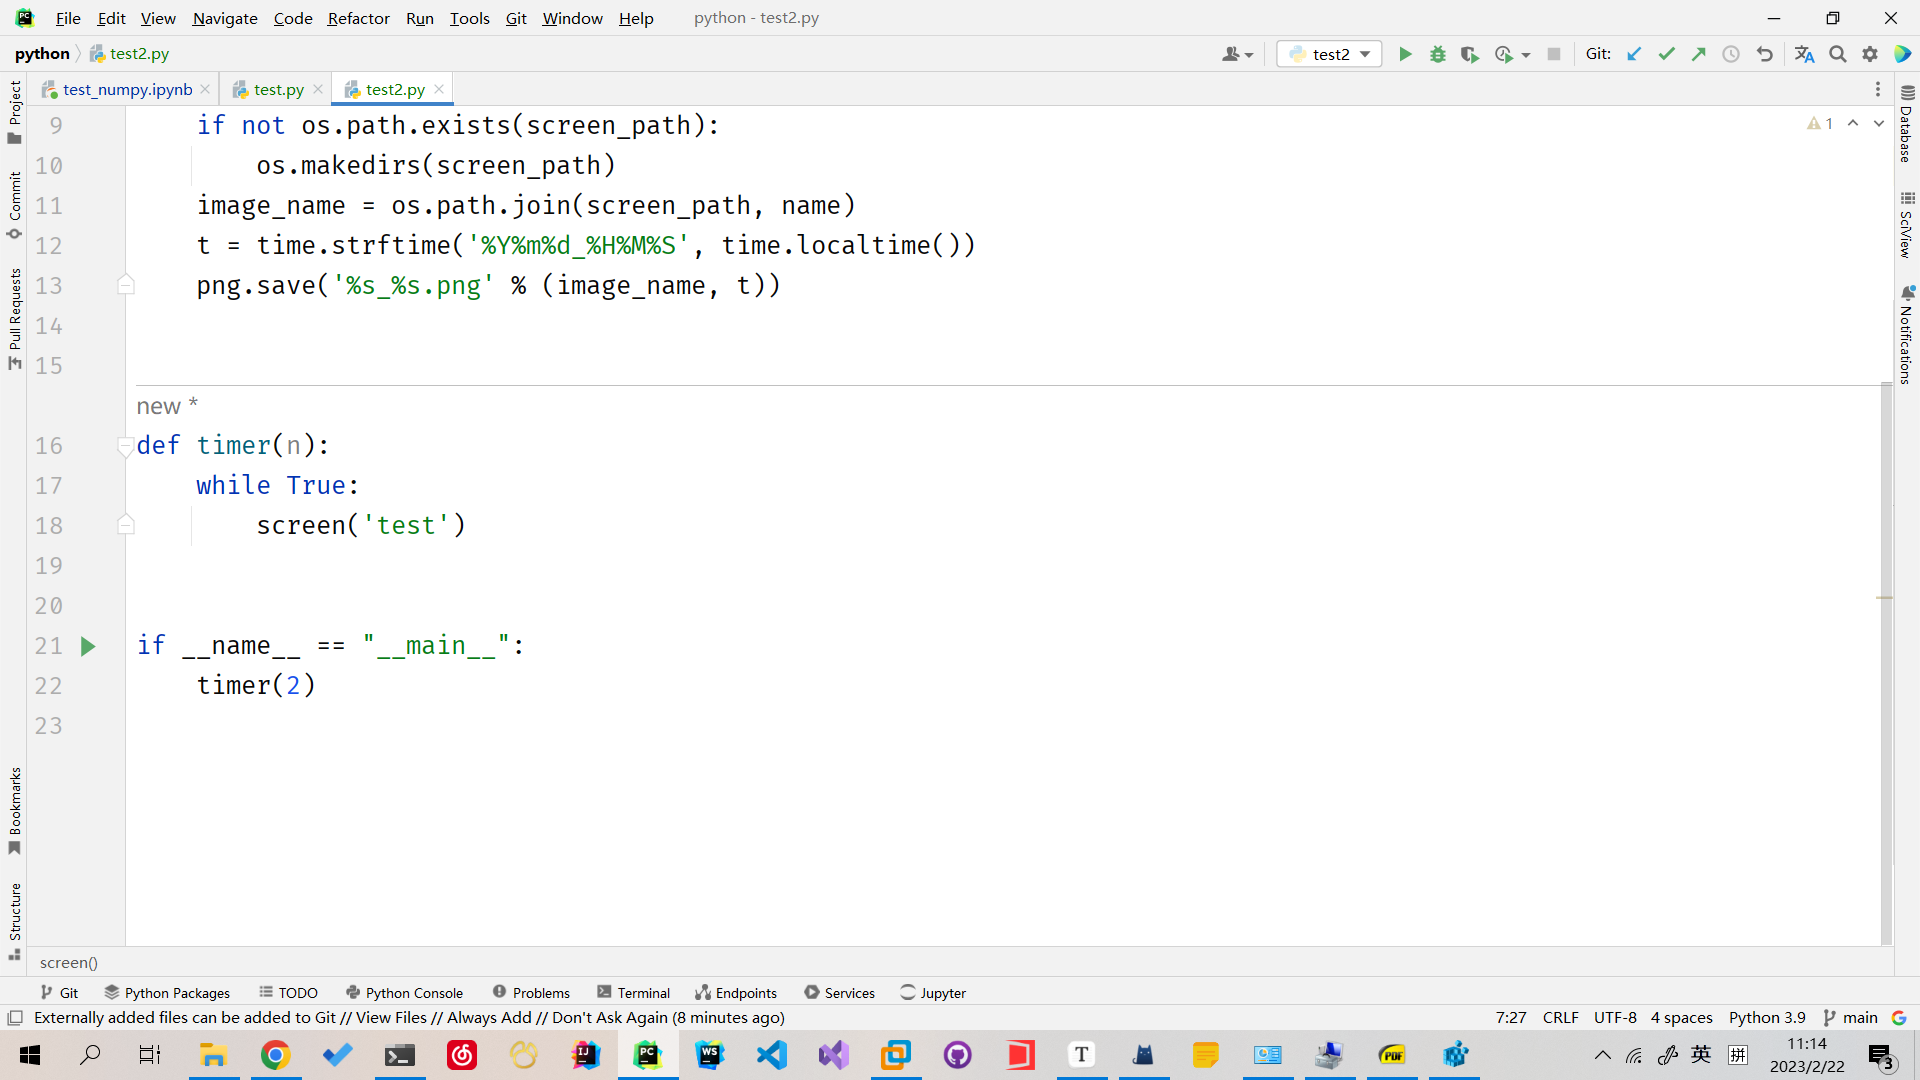 File Edit View Navigate Code Refactor Run Tools Git Window Help python - test2.py
python test2.py test2 Git:
test_numpy.ipynb test.py test2.py
Project
Commit
Pull Requests
Bookmarks
Structure
9 if not os.path.exists(screen_path):
10 os.makedirs(screen_path)
11 image_name = os.path.join(screen_path, name)
12 t = time.strftime('%Y%m%d_%H%M%S', time.localtime())
13 png.save('%s_%s.png' % (image_name, t))
14
15
new *
16 def timer(n):
17 while True:
18 screen('test')
19
20
21 if __name__ == "__main__":
22 timer(2)
23
1
Database
SciView
Notifications
screen()
Git Python Packages TODO Python Console Problems Terminal Endpoints Services Jupyter
Externally added files can be added to Git // View Files // Always Add // Don't Ask Again (8 minutes ago) 7:27 CRLF UTF-8 4 spaces Python 3.9 main
英 拼 11:14
2023/2/22 3